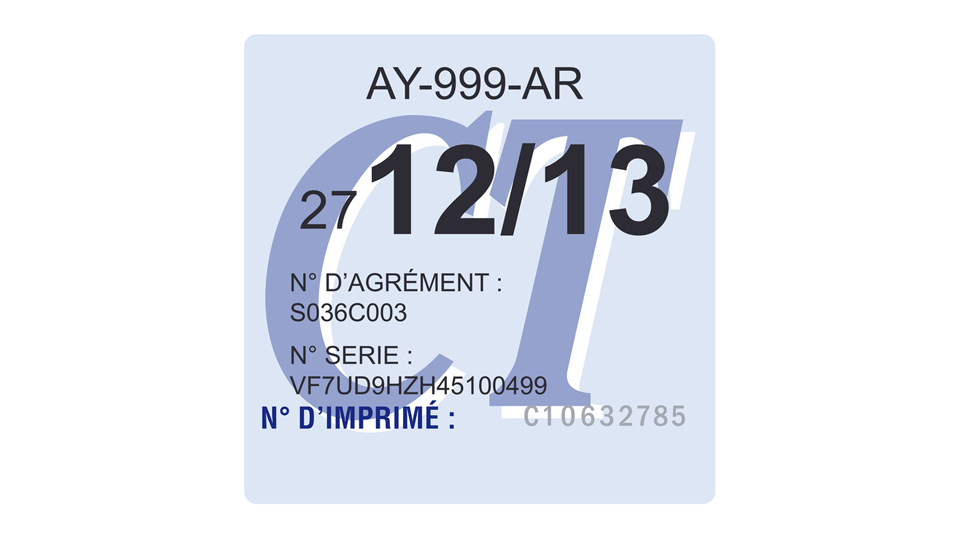 AY-999-AR
CT
27 12/13
N° D’AGRÉMENT :
S036C003
N° SERIE :
VF7UD9HZH45100499
N° D’IMPRIMÉ : C10632785